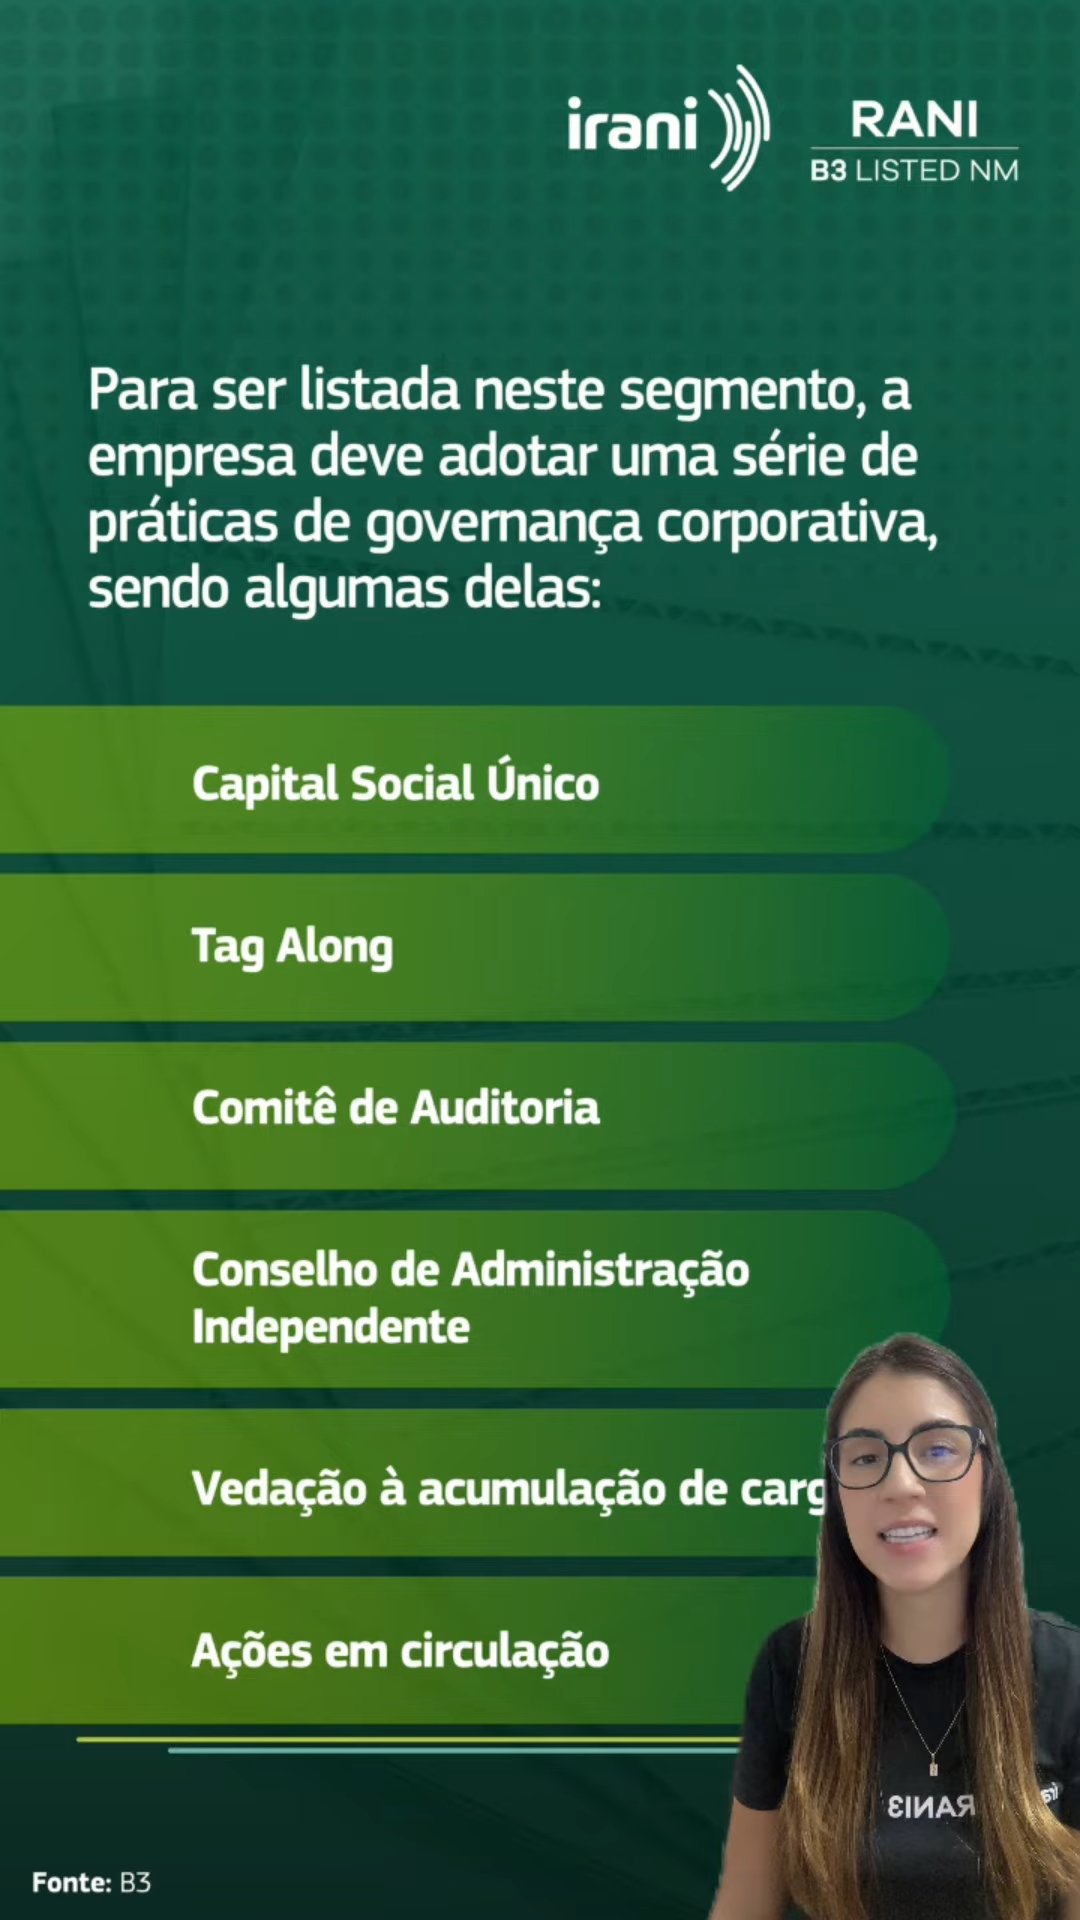 irani
RANI
B3 LISTED NM
Para ser listada neste segmento, a
empresa deve adotar uma série de
práticas de governança corporativa,
sendo algumas delas:
Capital Social Único
Tag Along
Comitê de Auditoria
Conselho de Administração
Independente
Vedação à acumulação de carg
Ações em circulação
RANI3
Fonte: B3